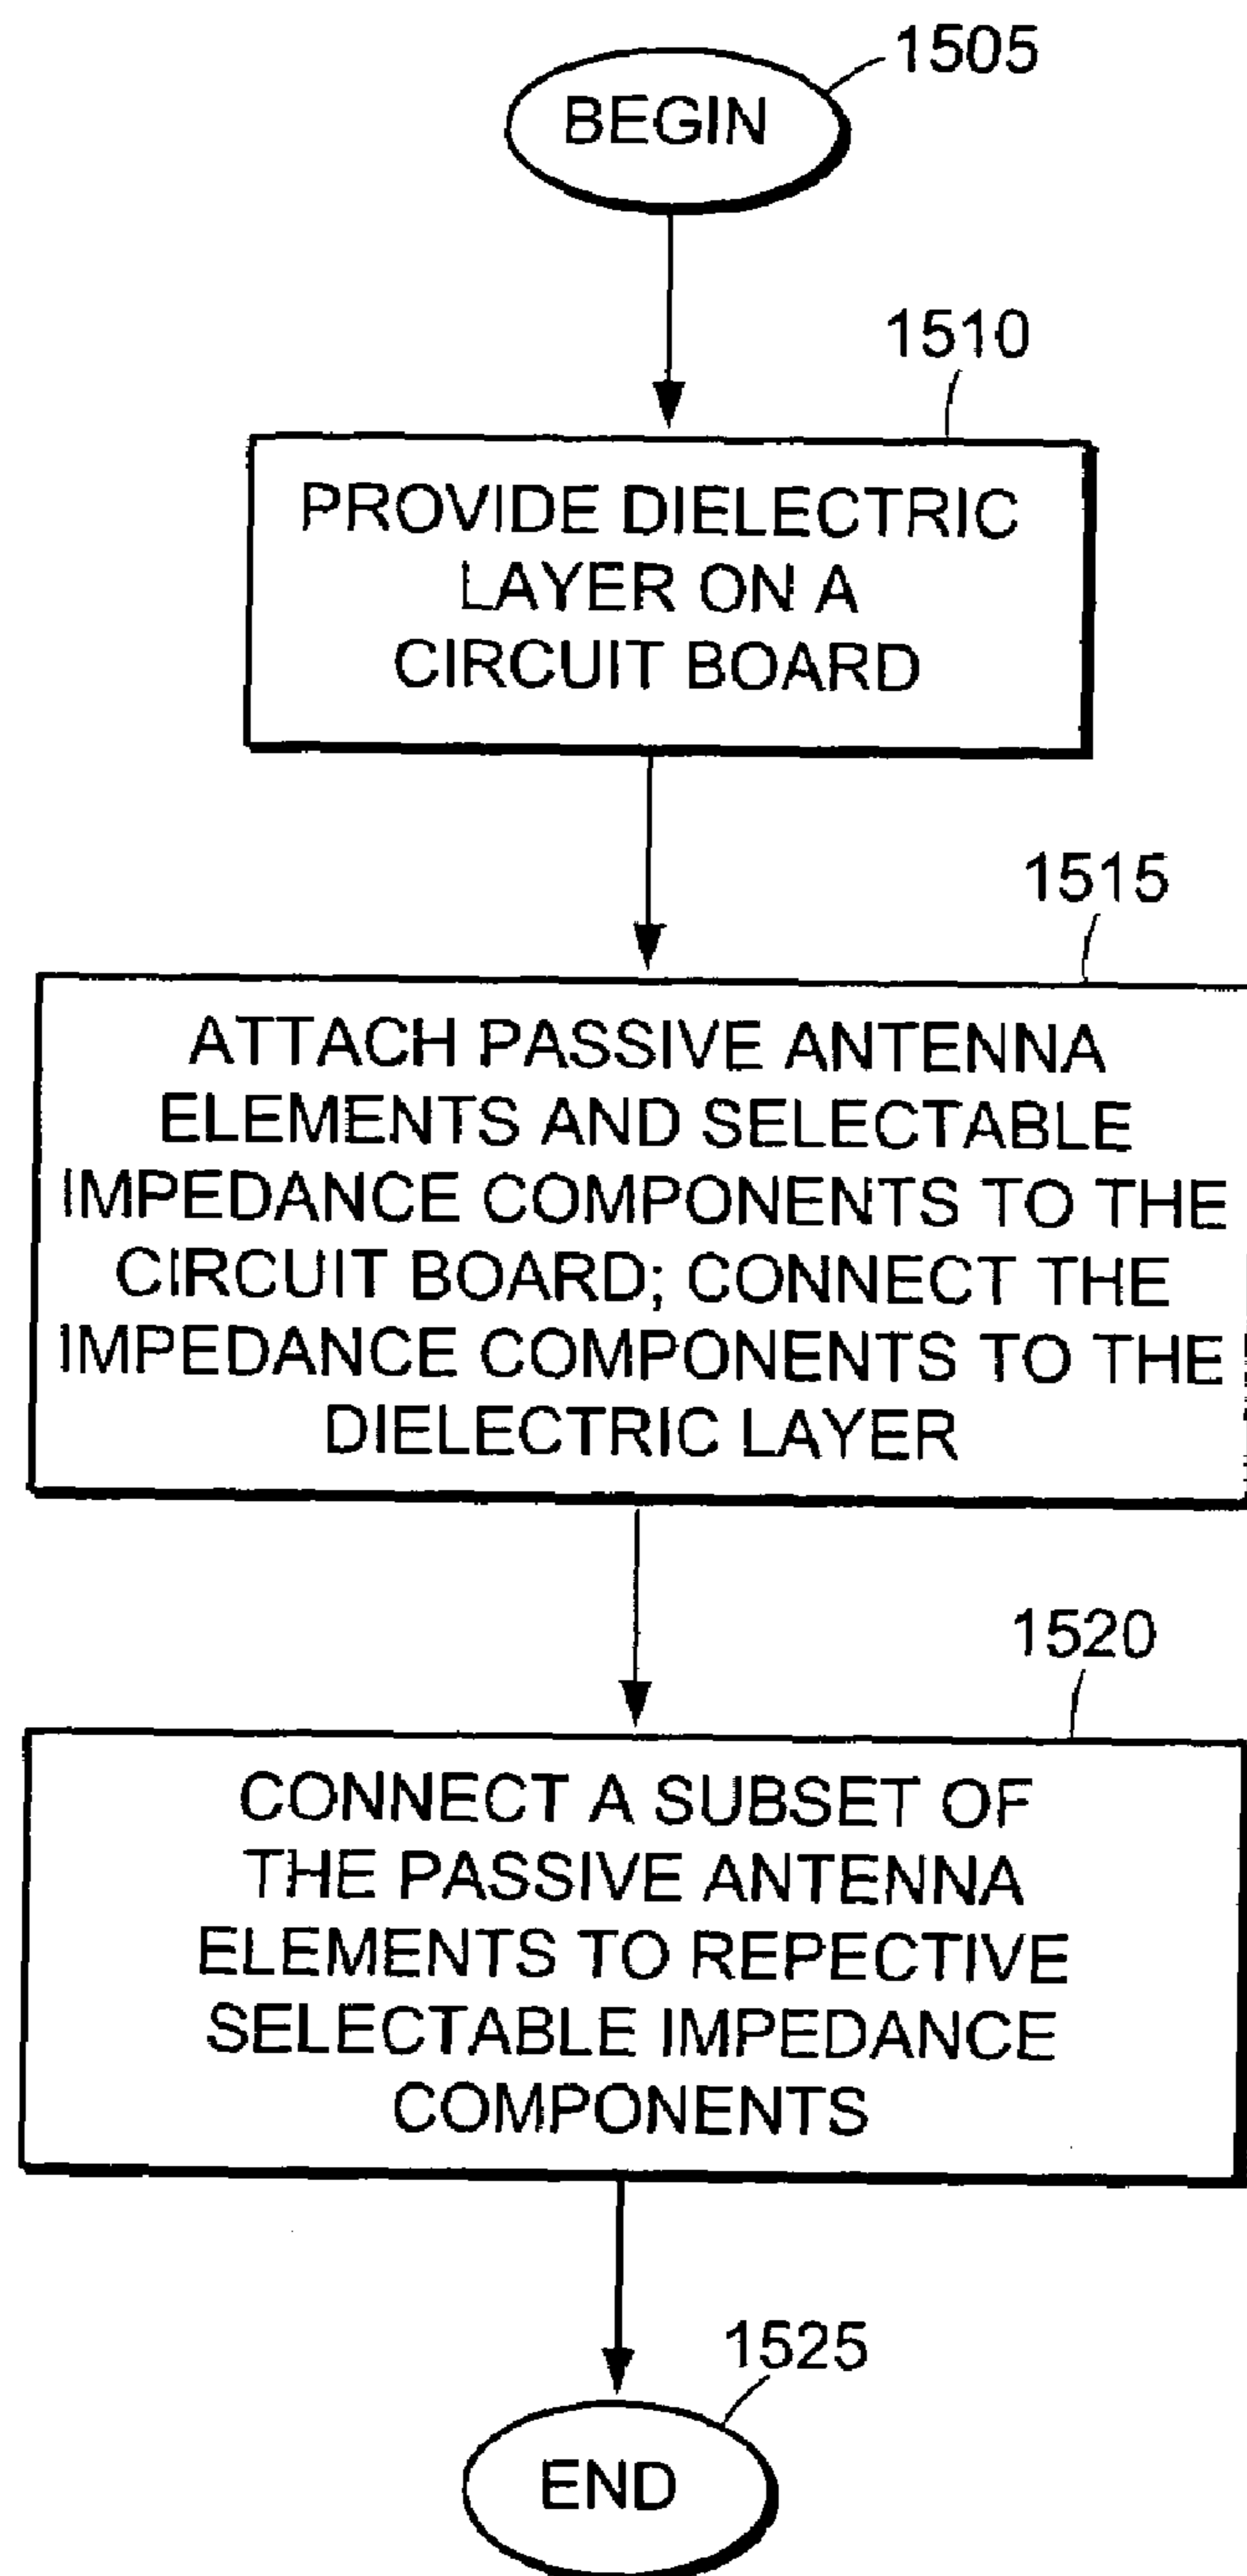 1505
BEGIN
1510
PROVIDE DIELECTRIC
LAYER ON A
CIRCUIT BOARD
1515
ATTACH PASSIVE ANTENNA
ELEMENTS AND SELECTABLE
IMPEDANCE COMPONENTS TO THE
CIRCUIT BOARD; CONNECT THE
IMPEDANCE COMPONENTS TO THE
DIELECTRIC LAYER
1520
CONNECT A SUBSET OF
THE PASSIVE ANTENNA
ELEMENTS TO REPECTIVE
SELECTABLE IMPEDANCE
COMPONENTS
1525
END